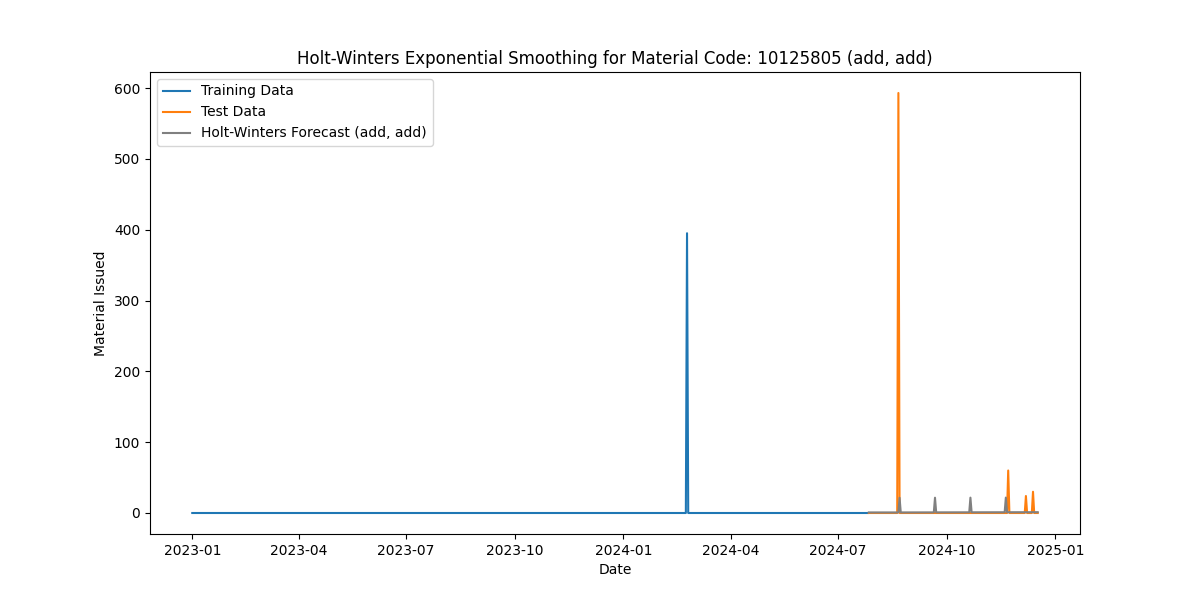 Holt-Winters Exponential Smoothing for Material Code: 10125805 (add, add)
Training Data
Test Data
Holt-Winters Forecast (add, add)
Material Issued
600
500
400
300
200
100
0
2023-01 2023-04 2023-07 2023-10 2024-01 2024-04 2024-07 2024-10 2025-01
Date